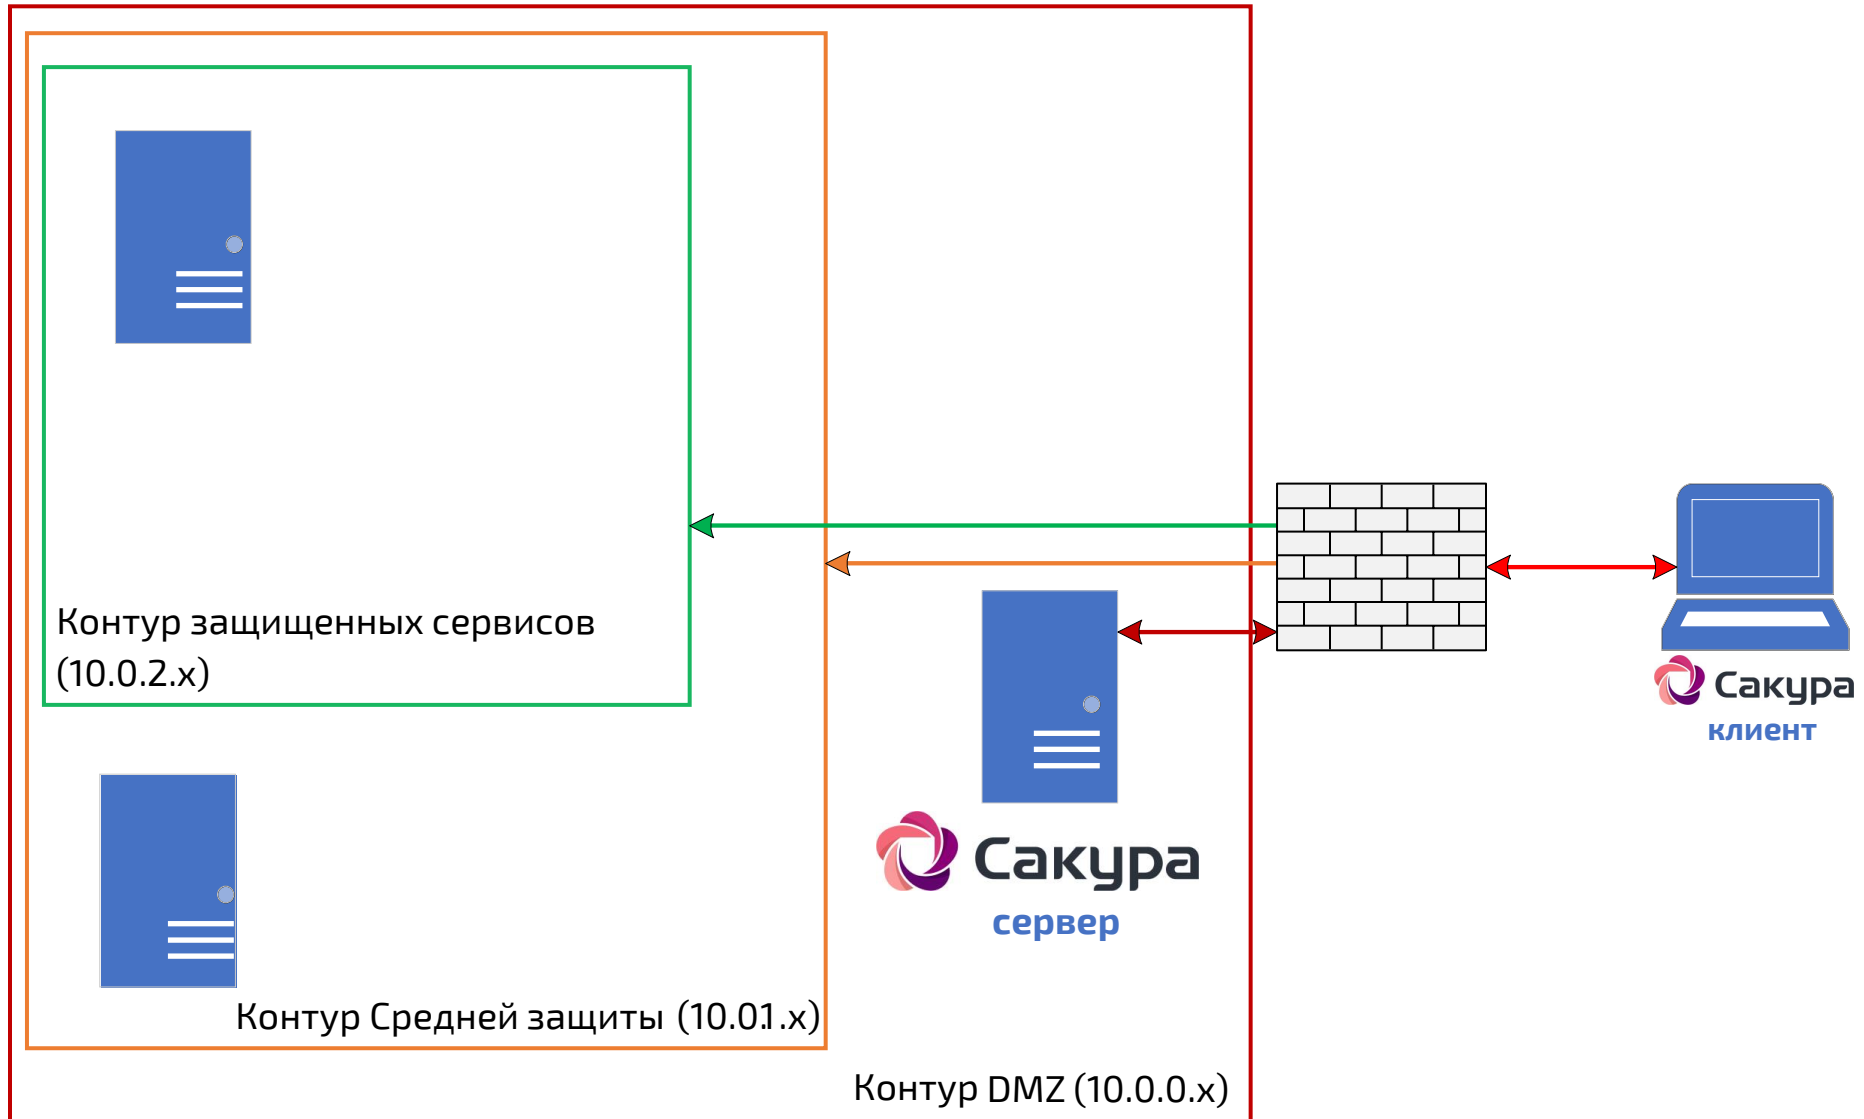 Контур защищенных сервисов
(10.0.2.x)
Сакура
клиент
Сакура
сервер
Контур Средней защиты (10.01.x)
Контур DMZ (10.0.0.x)